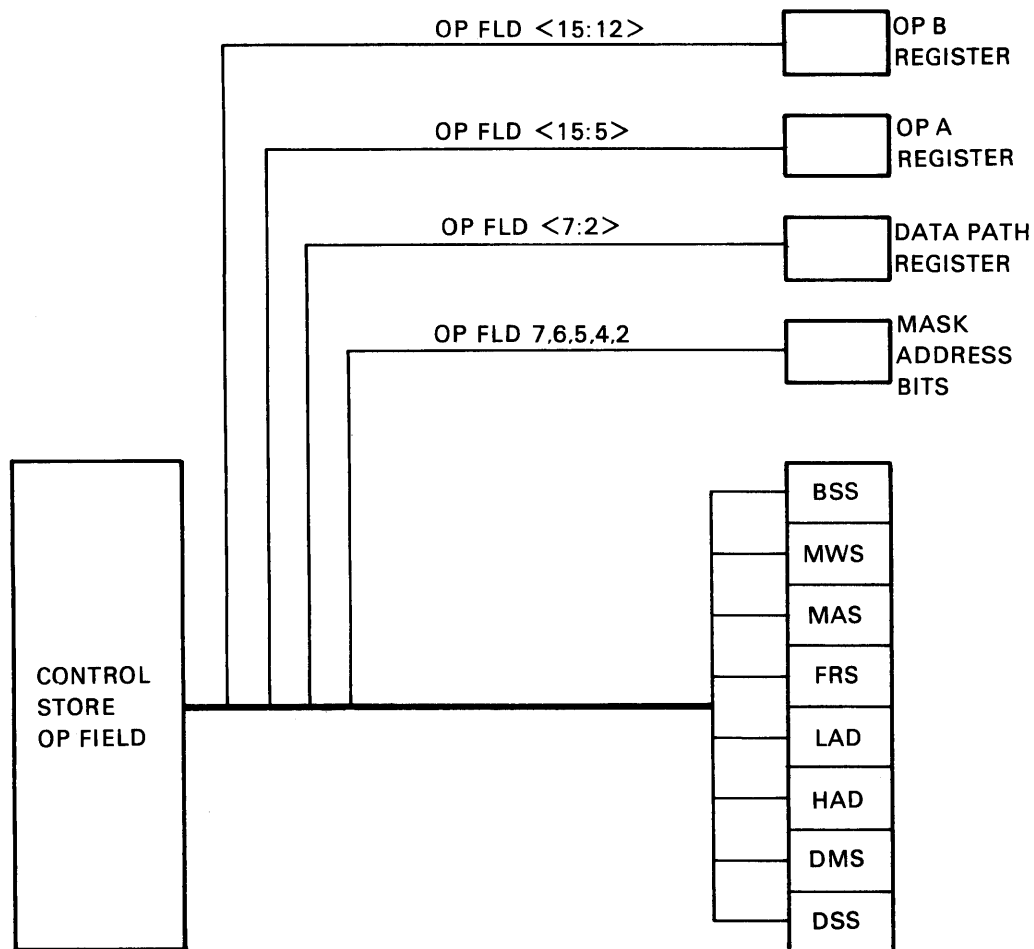 OP FLD <15:12>
OP B
REGISTER
OP FLD <15:5>
OP A
REGISTER
OP FLD <7:2>
DATA PATH
REGISTER
OP FLD 7,6,5,4,2
MASK
ADDRESS
BITS
CONTROL
STORE
OP FIELD
BSS
MWS
MAS
FRS
LAD
HAD
DMS
DSS